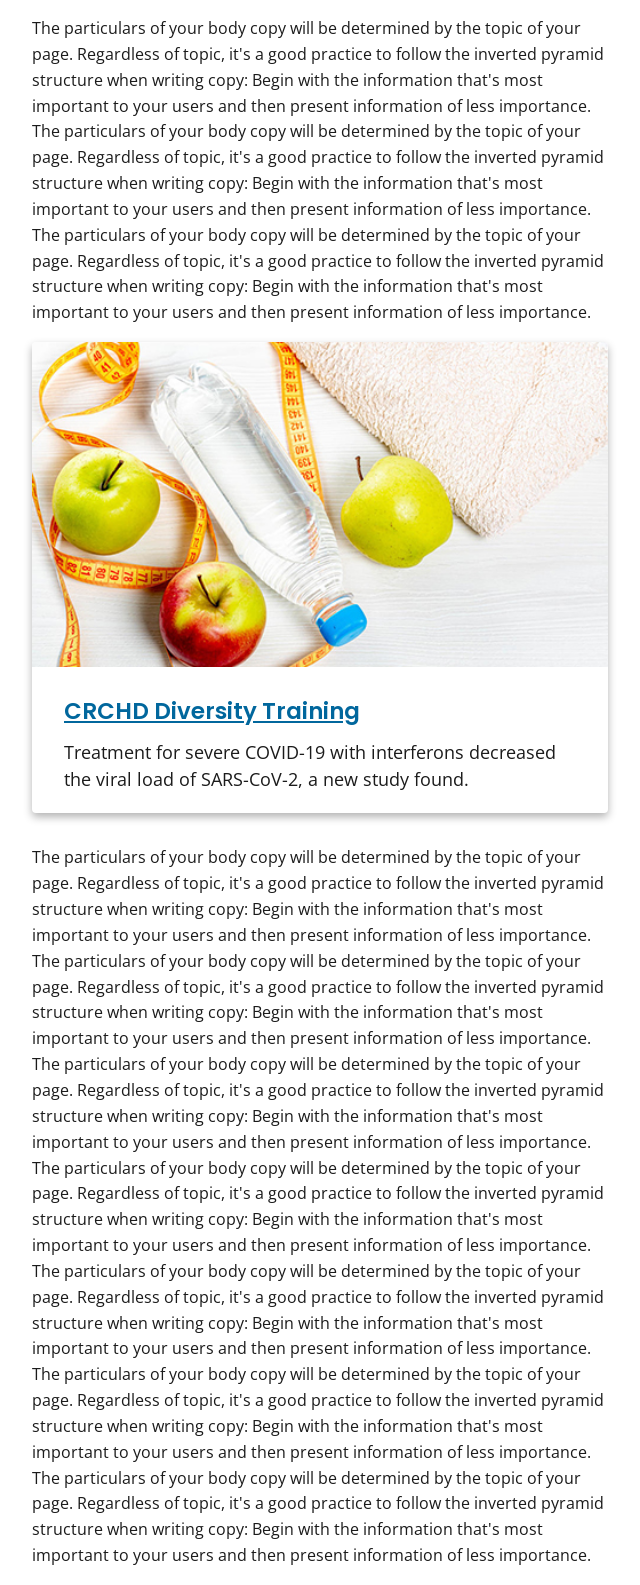 The particulars of your body copy will be determined by the topic of your
page. Regardless of topic, it's a good practice to follow the inverted pyramid
structure when writing copy: Begin with the information that's most
important to your users and then present information of less importance.
The particulars of your body copy will be determined by the topic of your
page. Regardless of topic, it's a good practice to follow the inverted pyramid
structure when writing copy: Begin with the information that's most
important to your users and then present information of less importance.
The particulars of your body copy will be determined by the topic of your
page. Regardless of topic, it's a good practice to follow the inverted pyramid
structure when writing copy: Begin with the information that's most
important to your users and then present information of less importance.
CRCHD Diversity Training
Treatment for severe COVID-19 with interferons decreased
the viral load of SARS-CoV-2, a new study found.
The particulars of your body copy will be determined by the topic of your
page. Regardless of topic, it's a good practice to follow the inverted pyramid
structure when writing copy: Begin with the information that's most
important to your users and then present information of less importance.
The particulars of your body copy will be determined by the topic of your
page. Regardless of topic, it's a good practice to follow the inverted pyramid
structure when writing copy: Begin with the information that's most
important to your users and then present information of less importance.
The particulars of your body copy will be determined by the topic of your
page. Regardless of topic, it's a good practice to follow the inverted pyramid
structure when writing copy: Begin with the information that's most
important to your users and then present information of less importance.
The particulars of your body copy will be determined by the topic of your
page. Regardless of topic, it's a good practice to follow the inverted pyramid
structure when writing copy: Begin with the information that's most
important to your users and then present information of less importance.
The particulars of your body copy will be determined by the topic of your
page. Regardless of topic, it's a good practice to follow the inverted pyramid
structure when writing copy: Begin with the information that's most
important to your users and then present information of less importance.
The particulars of your body copy will be determined by the topic of your
page. Regardless of topic, it's a good practice to follow the inverted pyramid
structure when writing copy: Begin with the information that's most
important to your users and then present information of less importance.
The particulars of your body copy will be determined by the topic of your
page. Regardless of topic, it's a good practice to follow the inverted pyramid
structure when writing copy: Begin with the information that's most
important to your users and then present information of less importance.